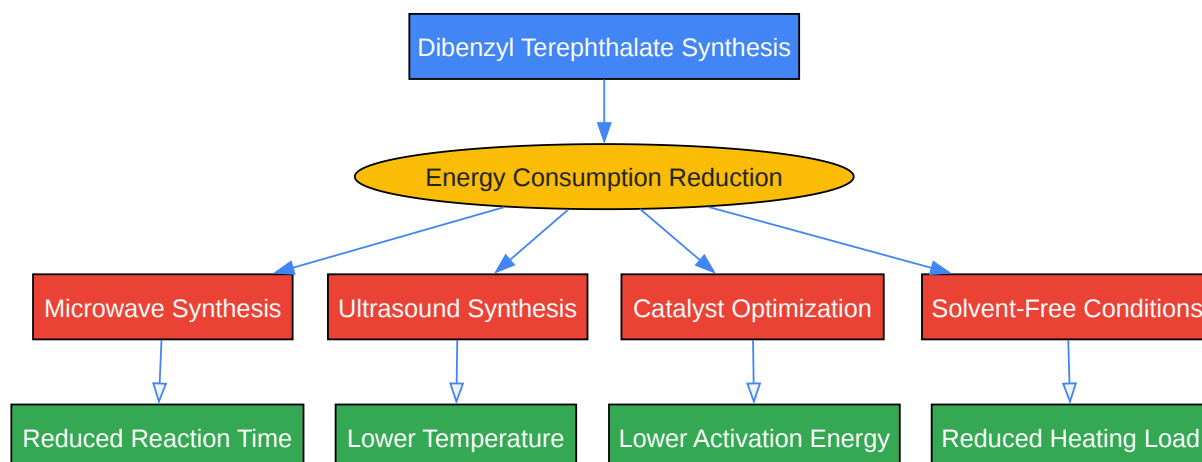 Dibenzyl Terephthalate Synthesis
Energy Consumption Reduction
Microwave Synthesis
Ultrasound Synthesis
Catalyst Optimization
Solvent-Free Conditions
Reduced Reaction Time
Lower Temperature
Lower Activation Energy
Reduced Heating Load